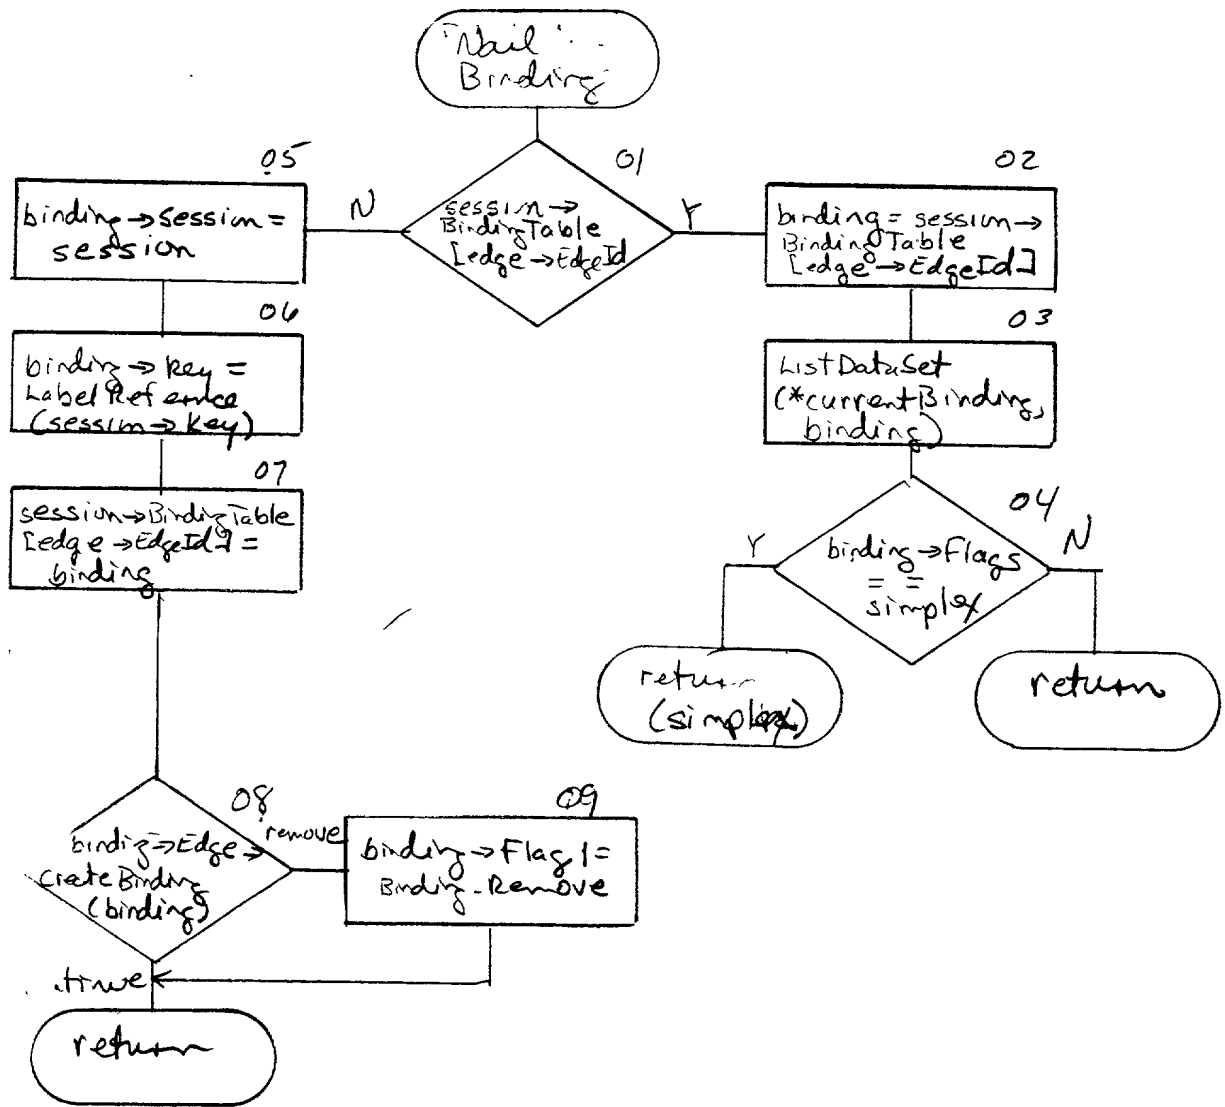 "Nail"
Binding
01
session→
BindingTable
[edge→EdgeId
N
Y
05
binding→session=
session
02
binding = session→
BindingTable
[edge→EdgeId]
06
binding→key =
LabelReference
(session→key)
03
ListDataSet
(*currentBinding,
binding)
07
session→BindingTable
[edge→EdgeId] =
binding
04
binding→Flags
= =
simplex
Y
N
return
(simplex)
return
08
binding→Edge→
CreateBinding
(binding)
remove
09
binding→Flag |=
Binding_Remove
time
return